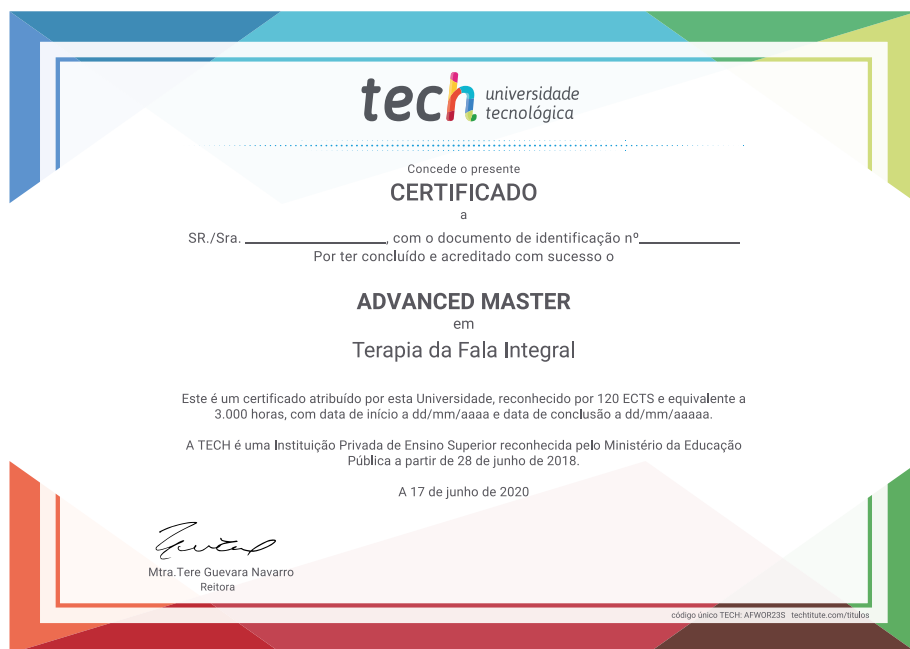 tech universidade
tecnológica
Concede o presente
CERTIFICADO
a
SR./Sra. ________________, com o documento de identificação nº____________
Por ter concluído e acreditado com sucesso o
ADVANCED MASTER
em
Terapia da Fala Integral
Este é um certificado atribuído por esta Universidade, reconhecido por 120 ECTS e equivalente a
3.000 horas, com data de início a dd/mm/aaaa e data de conclusão a dd/mm/aaaaa.
A TECH é uma Instituição Privada de Ensino Superior reconhecida pelo Ministério da Educação
Pública a partir de 28 de junho de 2018.
A 17 de junho de 2020
Mtra.Tere Guevara Navarro
Reitora
código único TECH: AFWOR23S techtitute.com/titulos